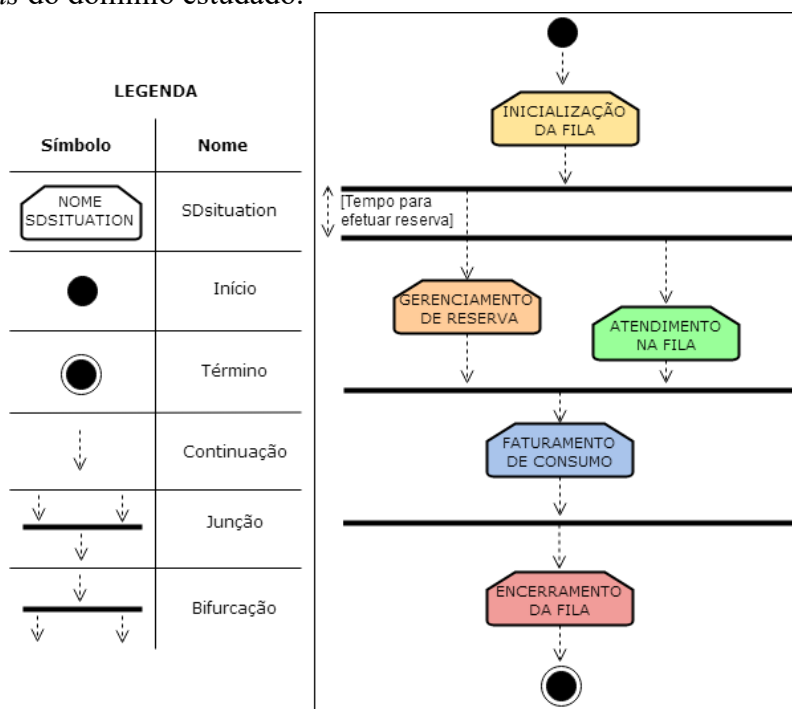 do domínio estudado.
LEGENDA
Símbolo Nome
NOME
SDSITUATION
SDsituation
Início
Término
Continuação
Junção
Bifurcação
INICIALIZAÇÃO
DA FILA
[Tempo para
efetuar reserva]
GERENCIAMENTO
DE RESERVA
ATENDIMENTO
NA FILA
FATURAMENTO
DE CONSUMO
ENCERRAMENTO
DA FILA